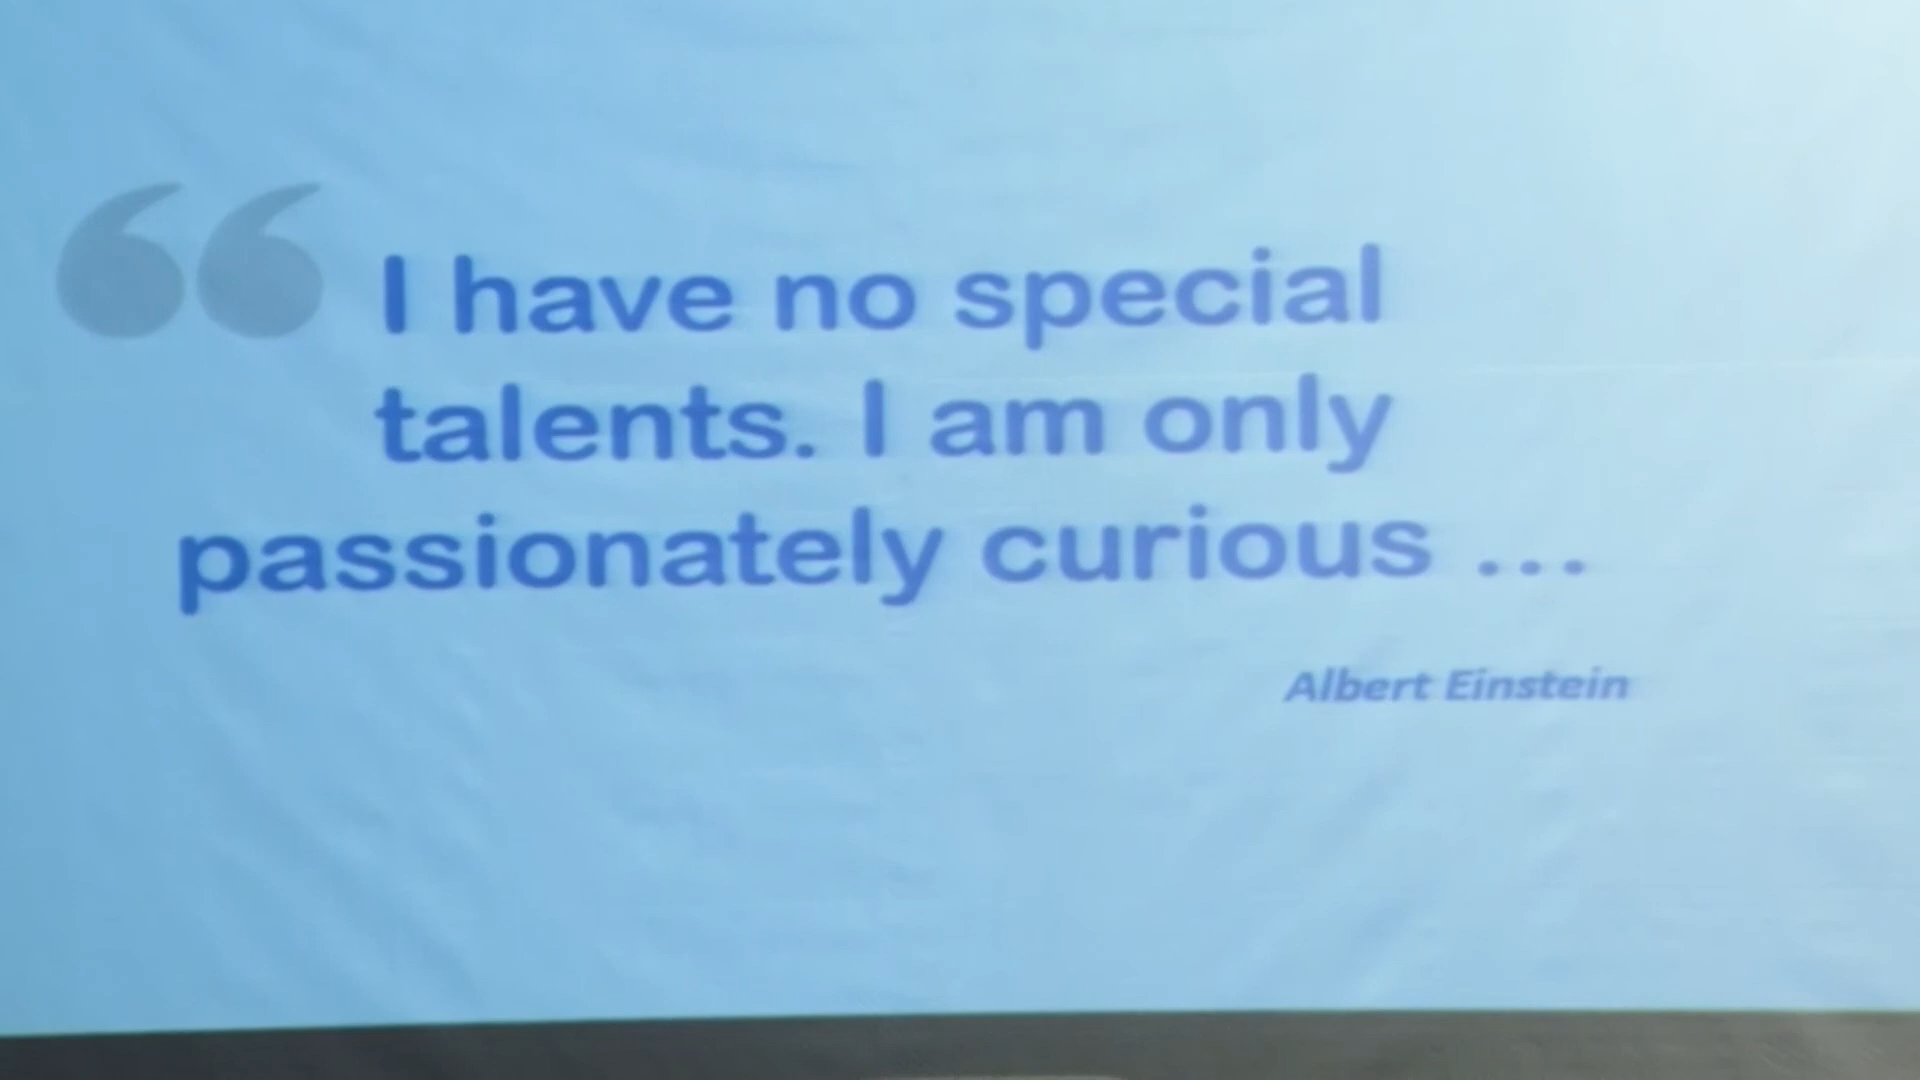 “ I have no special
talents. I am only
passionately curious ...
Albert Einstein